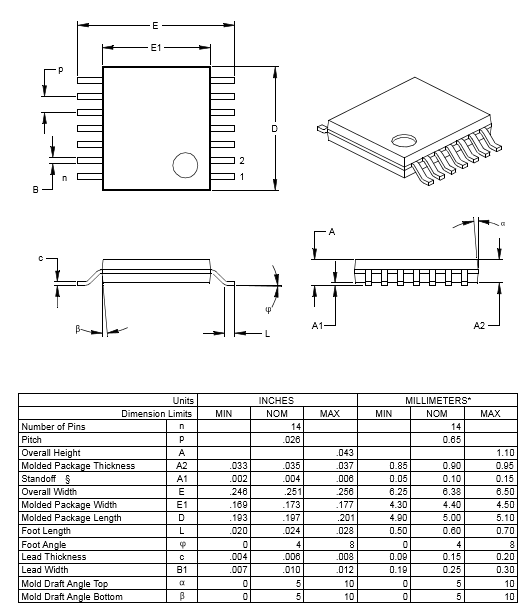 E
E1
p
D
B
n
2
1
α
c
A
φ
β
L
A1
A2
Units INCHES MILLIMETERS*
Dimension Limits MIN NOM MAX MIN NOM MAX
Number of Pins n 14 14
Pitch p .026 0.65
Overall Height A .043 1.10
Molded Package Thickness A2 .033 .035 .037 0.85 0.90 0.95
Standoff § A1 .002 .004 .006 0.05 0.10 0.15
Overall Width E .246 .251 .256 6.25 6.38 6.50
Molded Package Width E1 .169 .173 .177 4.30 4.40 4.50
Molded Package Length D .193 .197 .201 4.90 5.00 5.10
Foot Length L .020 .024 .028 0.50 0.60 0.70
Foot Angle φ 0 4 8 0 4 8
Lead Thickness c .004 .006 .008 0.09 0.15 0.20
Lead Width B1 .007 .010 .012 0.19 0.25 0.30
Mold Draft Angle Top α 0 5 10 0 5 10
Mold Draft Angle Bottom β 0 5 10 0 5 10